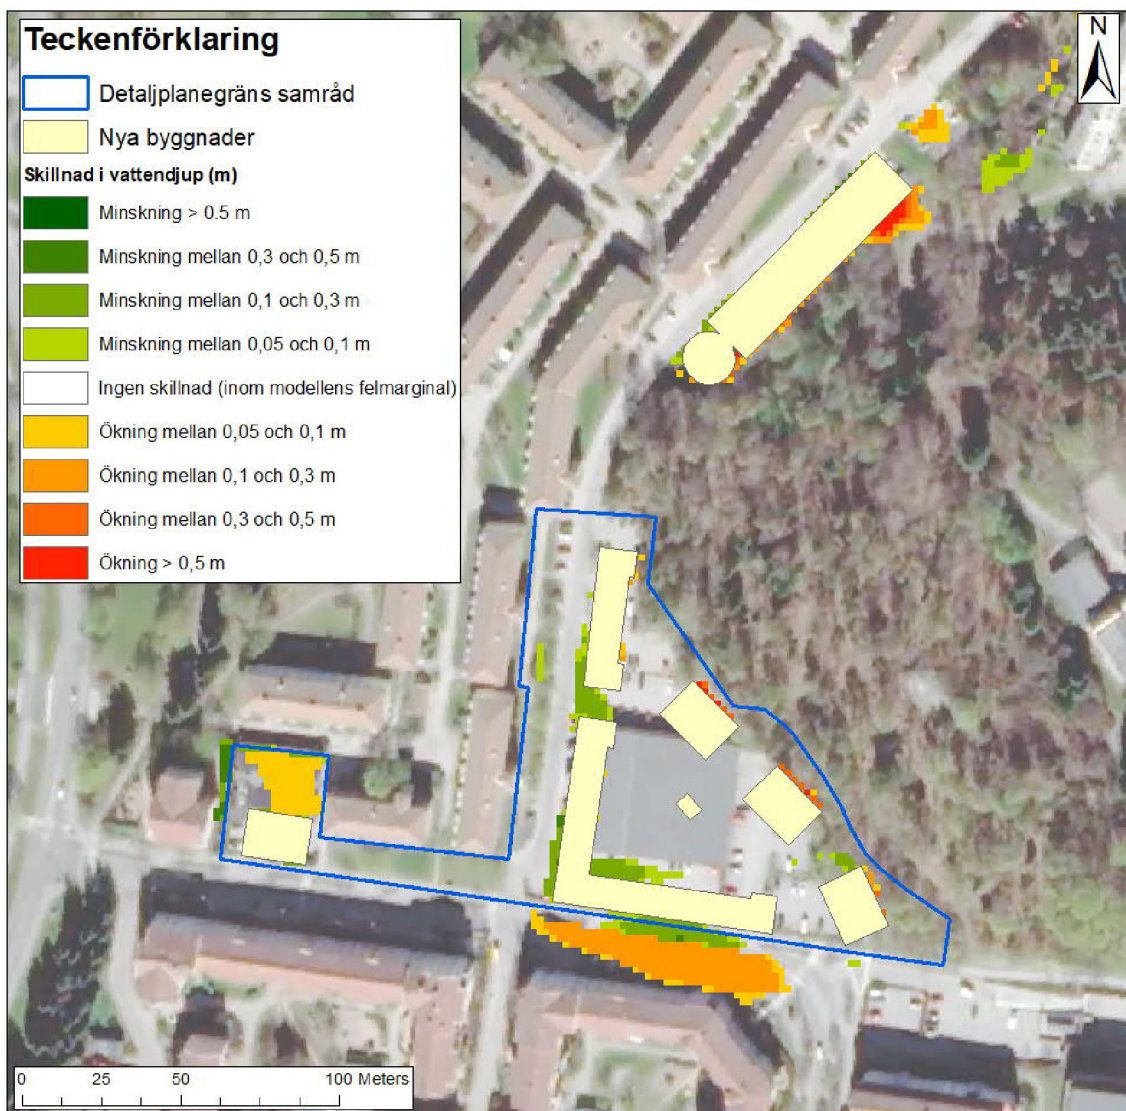 Teckenförklaring
Detaljplanegräns samråd
Nya byggnader
Skillnad i vattendjup (m)
Minskning > 0.5 m
Minskning mellan 0,3 och 0,5 m
Minskning mellan 0,1 och 0,3 m
Minskning mellan 0,05 och 0,1 m
Ingen skillnad (inom modellens felmarginal)
Ökning mellan 0,05 och 0,1 m
Ökning mellan 0,1 och 0,3 m
Ökning mellan 0,3 och 0,5 m
Ökning > 0,5 m
N
0 25 50 100 Meters